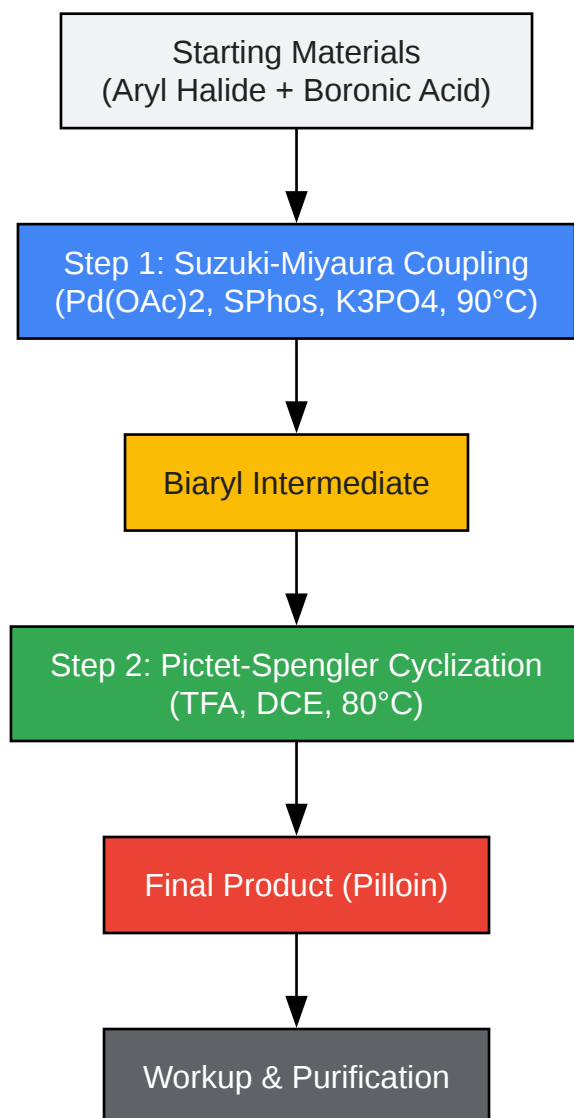 Starting Materials
(Aryl Halide + Boronic Acid)
Step 1: Suzuki-Miyaura Coupling
(Pd(OAc)2, SPhos, K3PO4, 90°C)
Biaryl Intermediate
Step 2: Pictet-Spengler Cyclization
(TFA, DCE, 80°C)
Final Product (Pilloin)
Workup & Purification